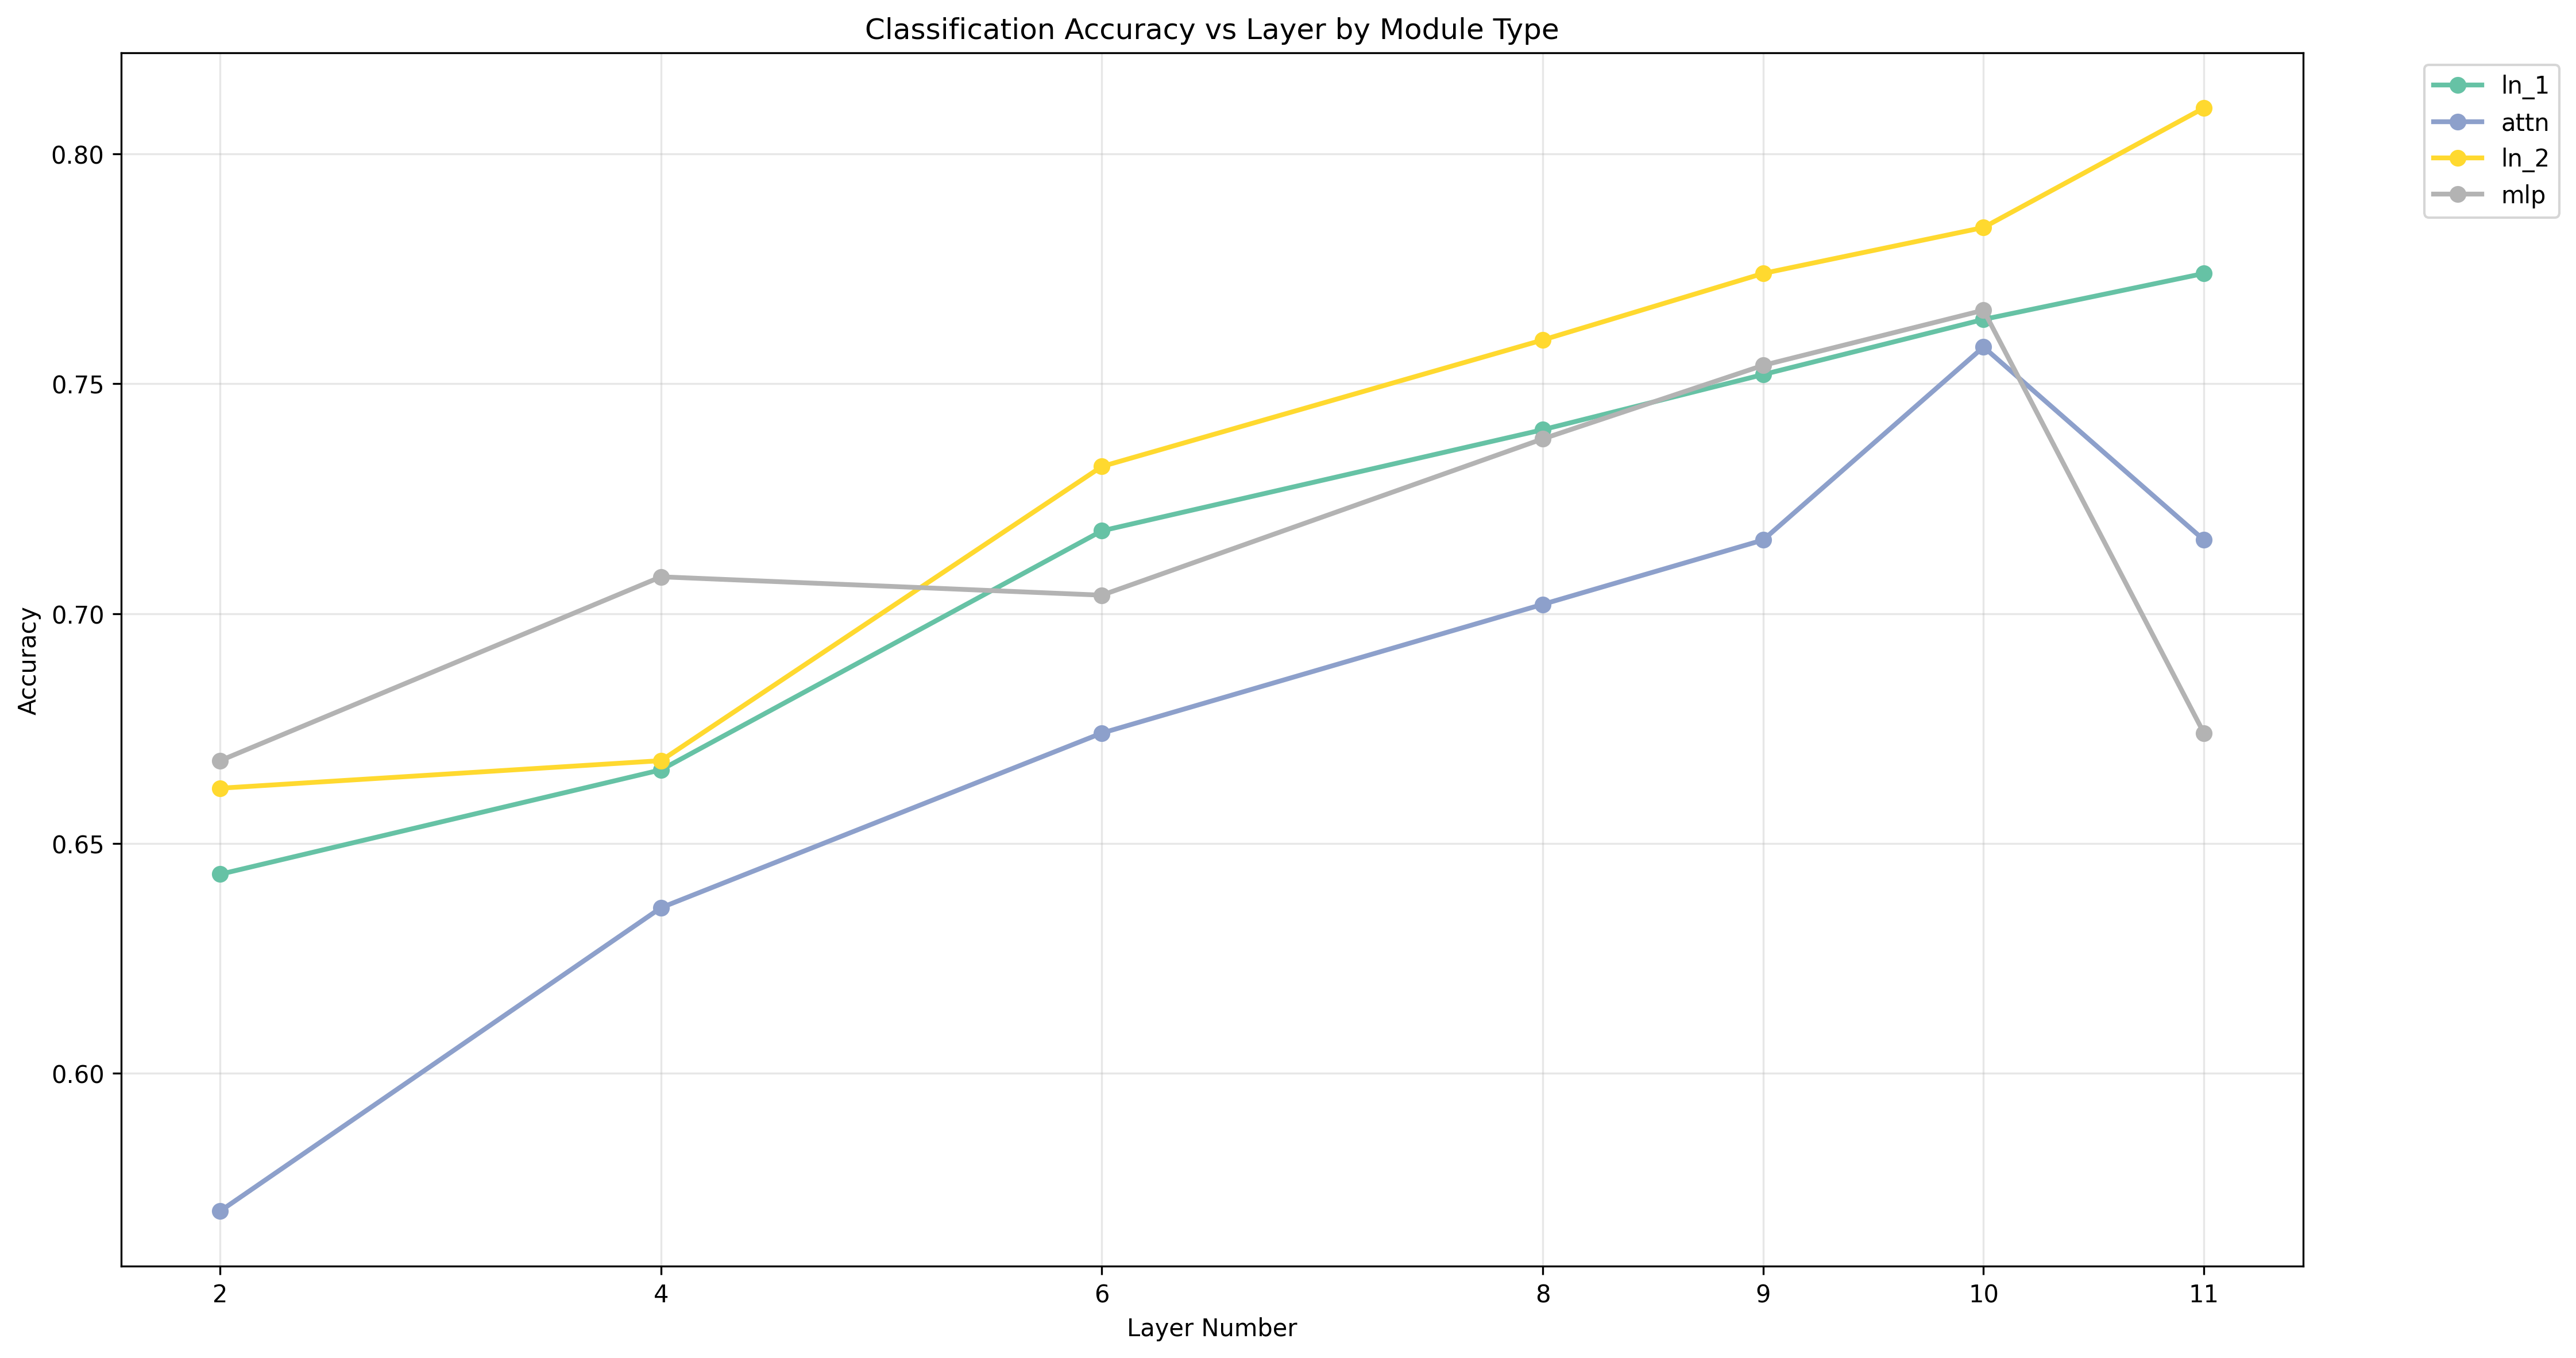 Classification Accuracy vs Layer by Module Type
ln_1
attn
ln_2
mlp
0.80
0.75
0.70
0.65
0.60
Accuracy
2 4 6 8 9 10 11
Layer Number